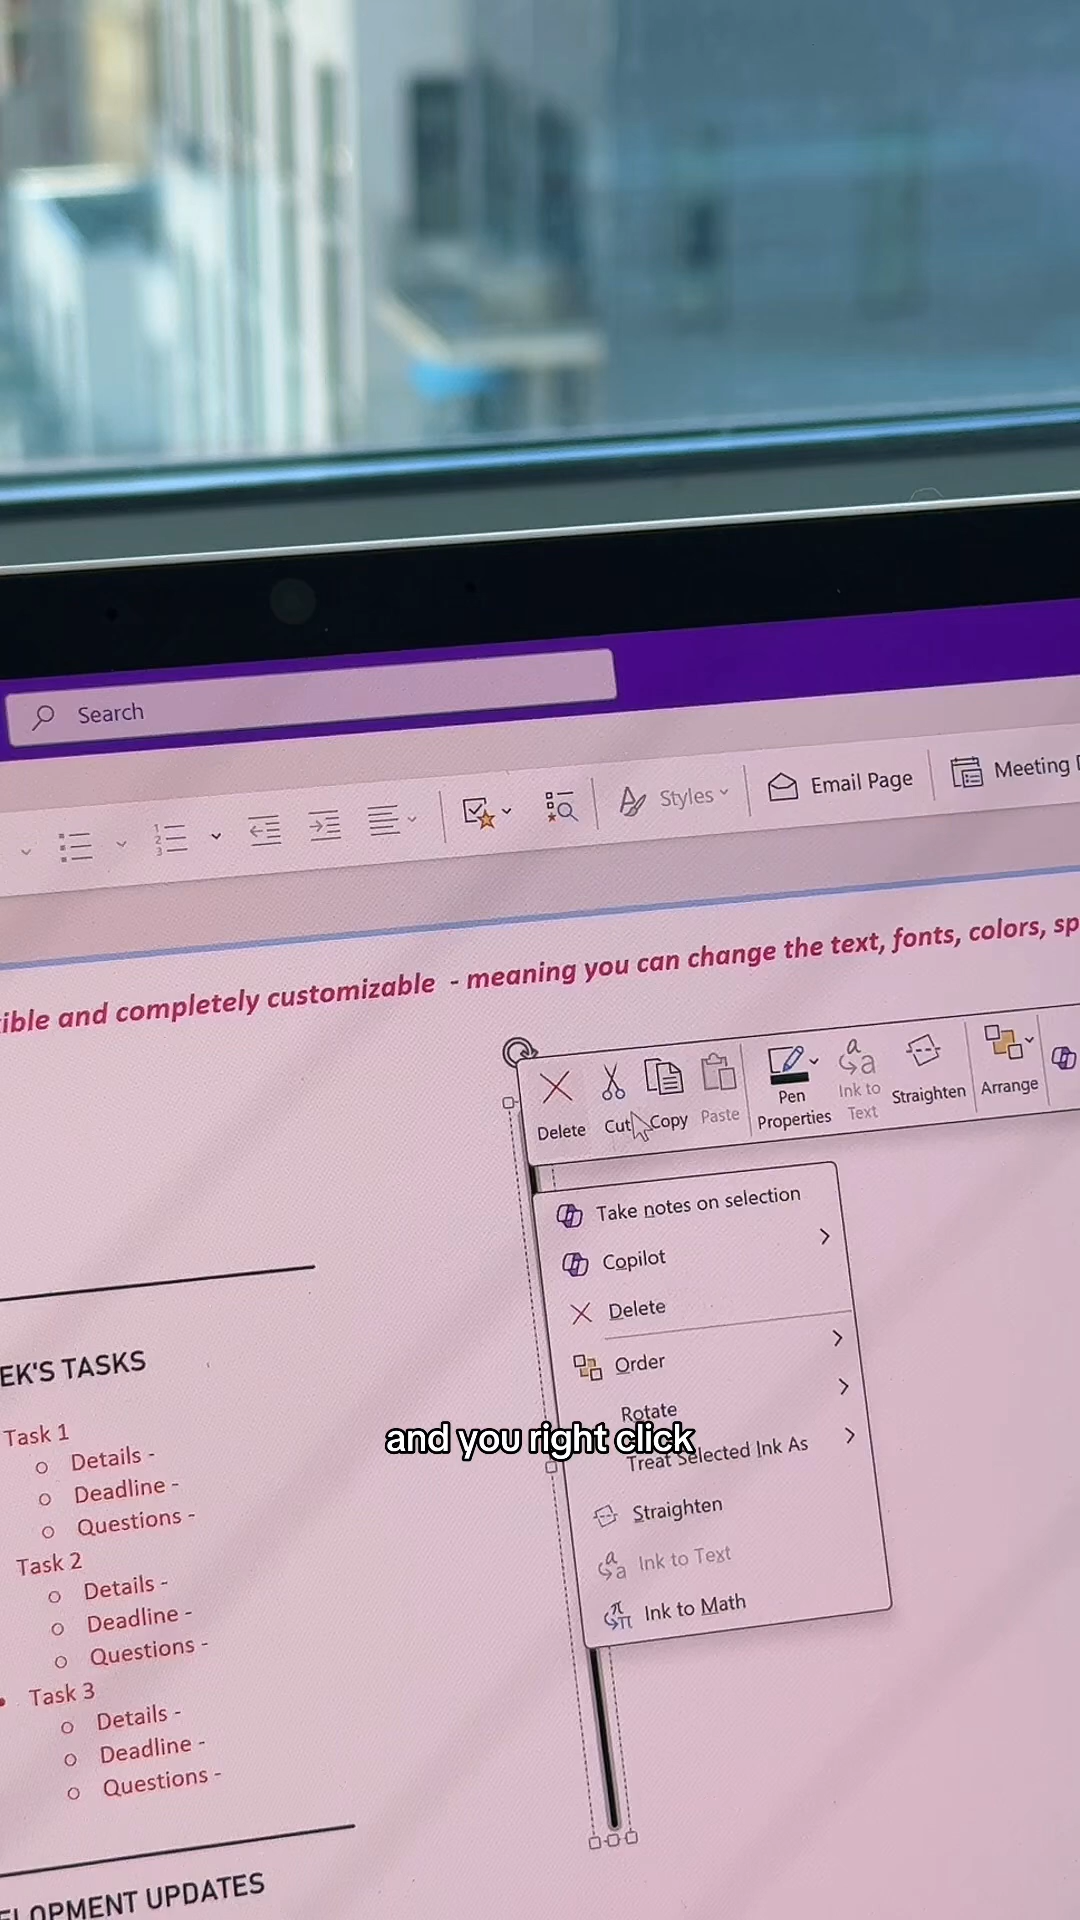 Search
Styles
Email Page
Meeting
ible and completely customizable - meaning you can change the text, fonts, colors, sp
Delete
Cut
Copy
Paste
Pen Properties
Ink to Text
Straighten
Arrange
Take notes on selection
Copilot
Delete
Order
Rotate
and you right click
Treat Selected Ink As
Straighten
Ink to Text
Ink to Math
EK'S TASKS
Task 1
Details -
Deadline -
Questions -
Task 2
Details -
Deadline -
Questions -
Task 3
Details -
Deadline -
Questions -
LOPMENT UPDATES